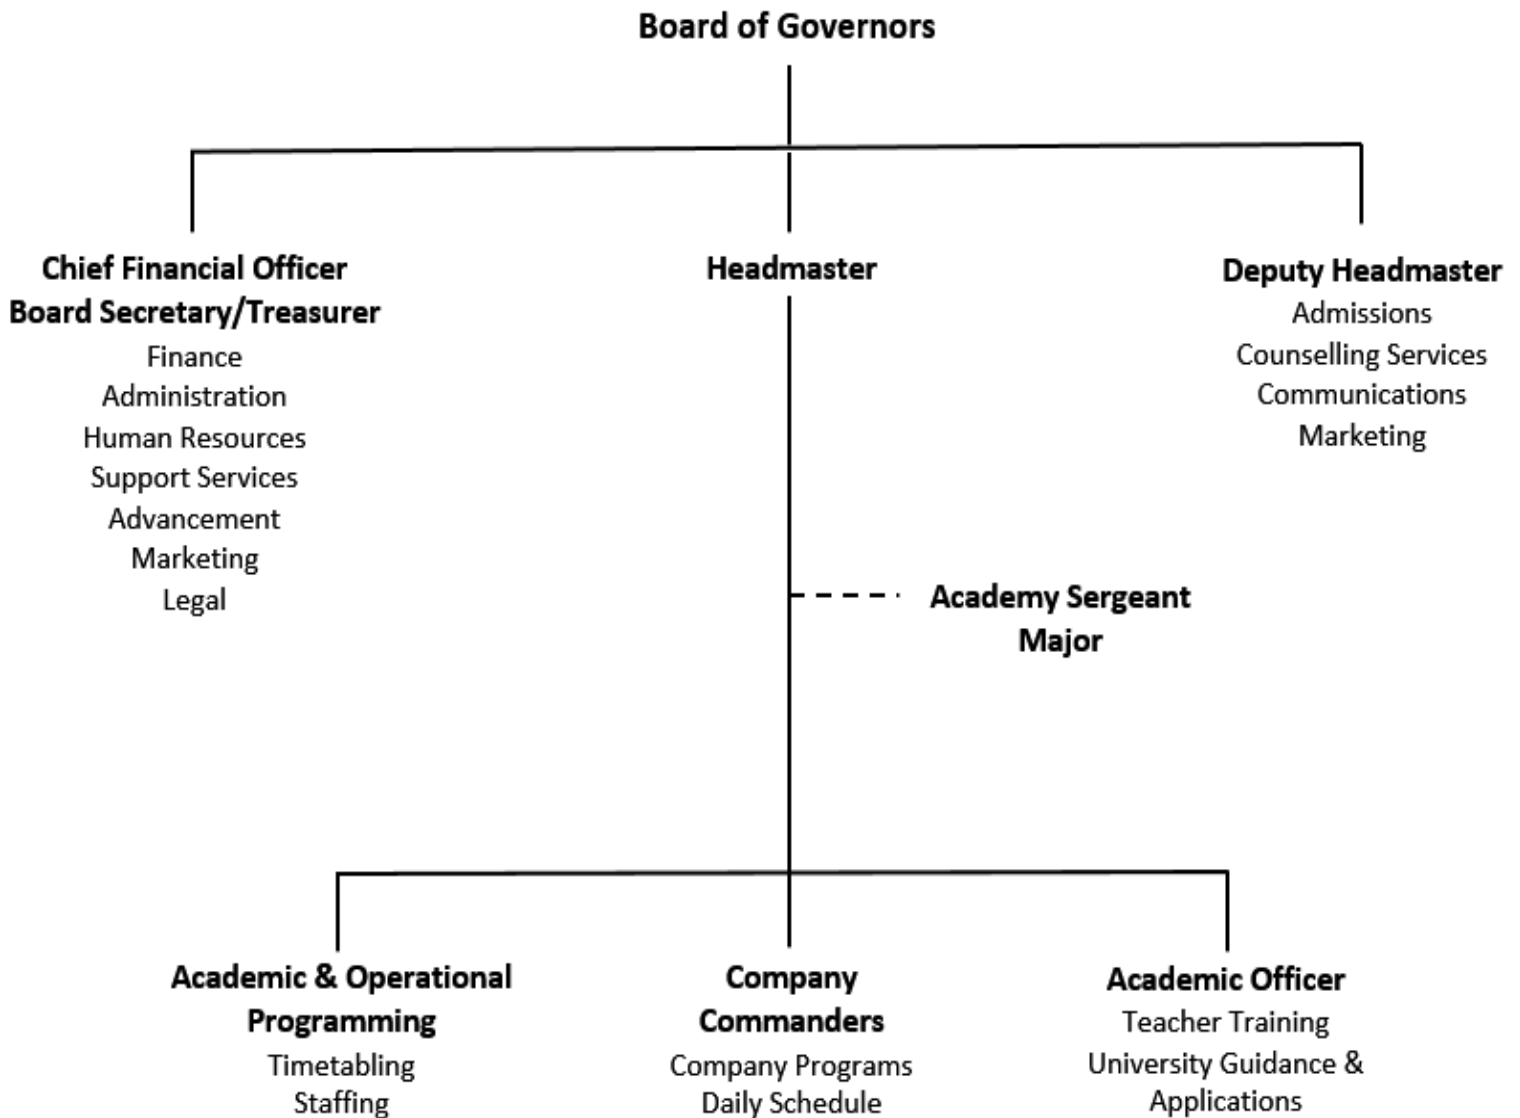 Board of Governors
Chief Financial Officer
Board Secretary/Treasurer
Finance
Administration
Human Resources
Support Services
Advancement
Marketing
Legal
Headmaster
Deputy Headmaster
Admissions
Counselling Services
Communications
Marketing
Academy Sergeant
Major
Academic & Operational
Programming
Timetabling
Staffing
Company
Commanders
Company Programs
Daily Schedule
Academic Officer
Teacher Training
University Guidance &
Applications